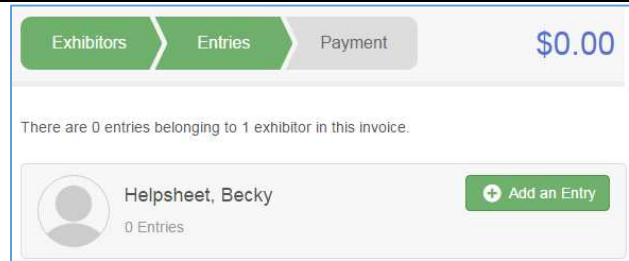 Exhibitors Entries Payment $0.00
There are 0 entries belonging to 1 exhibitor in this invoice.
Helpsheet, Becky Add an Entry
0 Entries